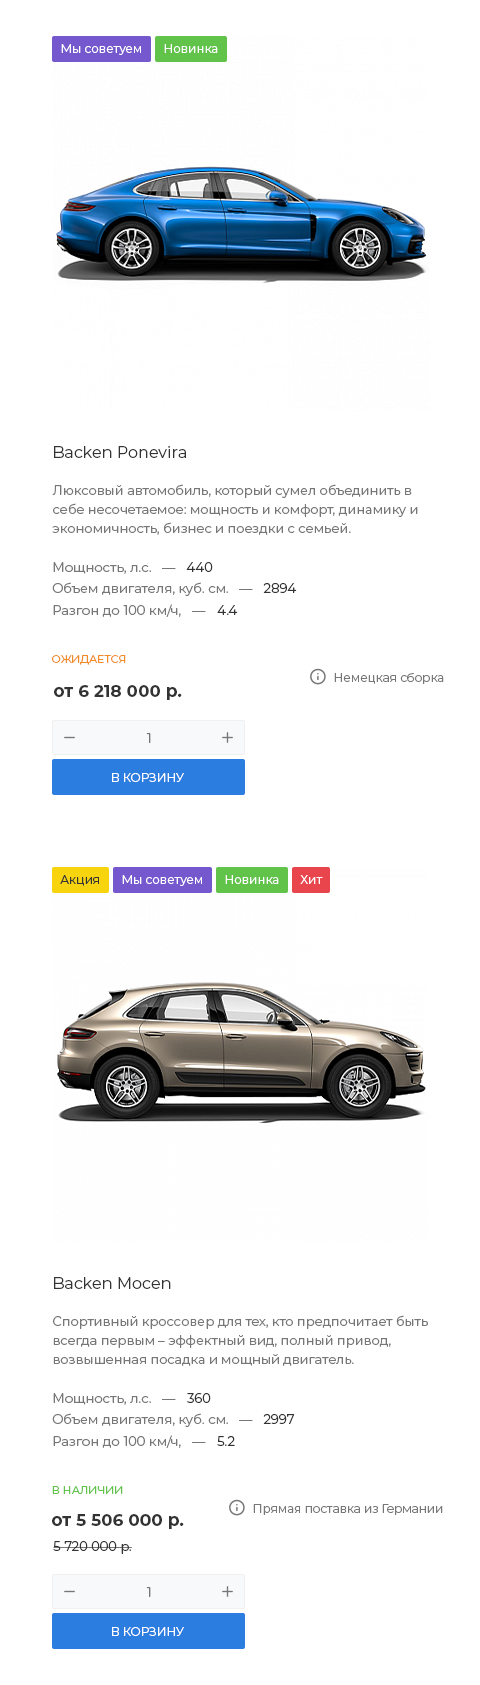 Мы советуем Новинка
Backen Ponevira
Люксовый автомобиль, который сумел объединить в
себе несочетаемое: мощность и комфорт, динамику и
экономичность, бизнес и поездки с семьей.
Мощность, л.с. — 440
Объем двигателя, куб. см. — 2894
Разгон до 100 км/ч, — 4.4
ОЖИДАЕТСЯ
Немецкая сборка
от 6 218 000 р.
− 1 +
В КОРЗИНУ
Акция Мы советуем Новинка Хит
Backen Mocen
Спортивный кроссовер для тех, кто предпочитает быть
всегда первым – эффектный вид, полный привод,
возвышенная посадка и мощный двигатель.
Мощность, л.с. — 360
Объем двигателя, куб. см. — 2997
Разгон до 100 км/ч, — 5.2
В НАЛИЧИИ
Прямая поставка из Германии
от 5 506 000 р.
5 720 000 р.
− 1 +
В КОРЗИНУ